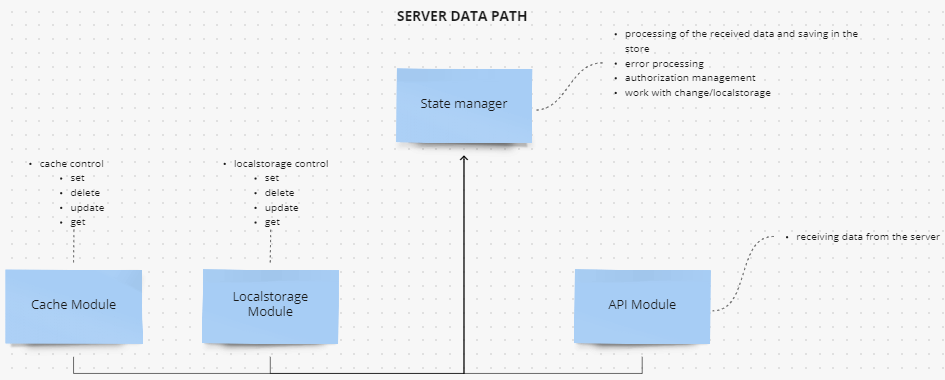 SERVER DATA PATH
• processing of the received data and saving in the
store
• error processing
• authorization management
• work with change/localstorage
State manager
• cache control
• set
• delete
• update
• get
• localstorage control
• set
• delete
• update
• get
• receiving data from the server
Cache Module
Localstorage
Module
API Module